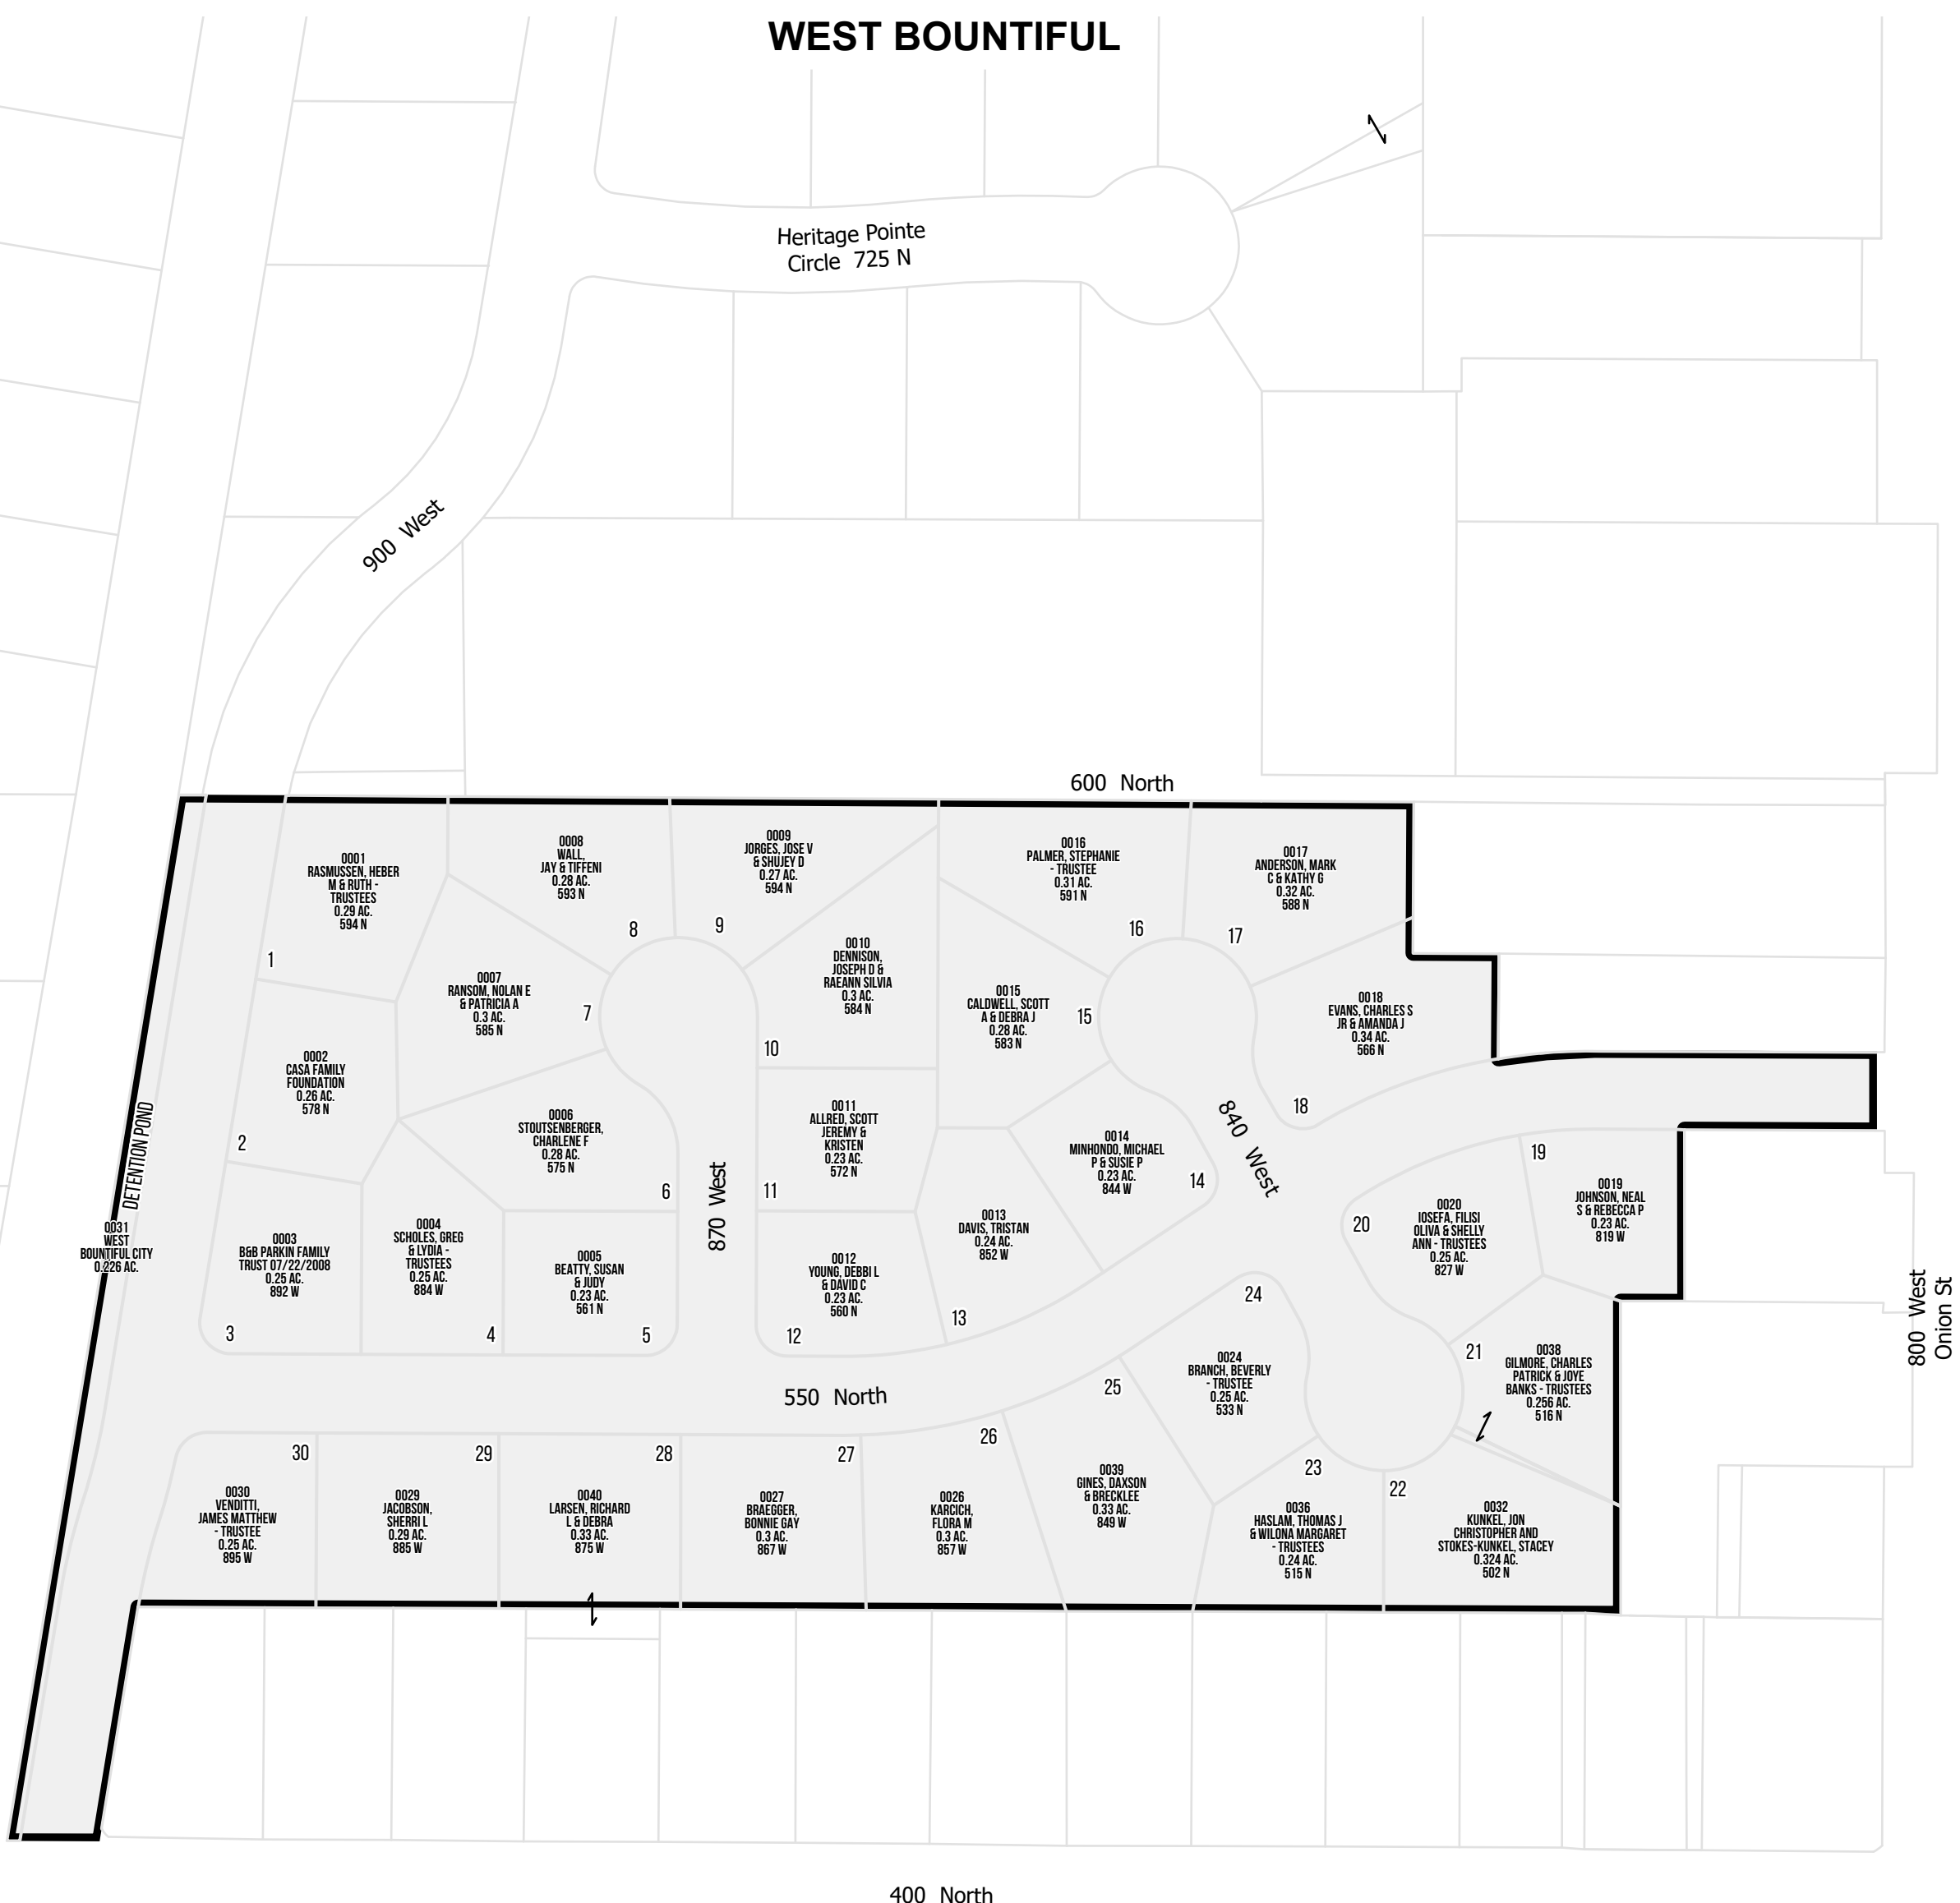 WEST BOUNTIFUL
Heritage Pointe
Circle 725 N
900 West
600 North
0001
RASMUSSEN, HEBER
M & RUTH -
TRUSTEES
0.29 AC.
594 N
1
0008
WALL,
JAY & TIFFENI
0.28 AC.
593 N
8
0009
JORGES, JOSE V
& SHUJEY D
0.27 AC.
594 N
9
0016
PALMER, STEPHANIE
- TRUSTEE
0.31 AC.
591 N
16
0017
ANDERSON, MARK
C & KATHY G
0.32 AC.
588 N
17
0007
RANSOM, NOLAN E
& PATRICIA A
0.3 AC.
585 N
7
0010
DENNISON,
JOSEPH D &
RAEANN SILVIA
0.3 AC.
584 N
10
0015
CALDWELL, SCOTT
A & DEBRA J
0.28 AC.
583 N
15
0018
EVANS, CHARLES S
JR & AMANDA J
0.34 AC.
566 N
18
0002
CASA FAMILY
FOUNDATION
0.26 AC.
578 N
2
0006
STOUTSENBERGER,
CHARLENE F
0.28 AC.
575 N
6
870 West
0011
ALLRED, SCOTT
JEREMY &
KRISTEN
0.23 AC.
572 N
11
0014
MINHONDO, MICHAEL
P & SUSIE P
0.23 AC.
844 W
14
840 West
DETENTION POND
0031
WEST
BOUNTIFUL CITY
0.226 AC.
0003
B&B PARKIN FAMILY
TRUST 07/22/2008
0.25 AC.
892 W
3
0004
SCHOLES, GREG
& LYDIA -
TRUSTEES
0.25 AC.
884 W
4
0005
BEATTY, SUSAN
& JUDY
0.23 AC.
561 N
5
0012
YOUNG, DEBBI L
& DAVID C
0.23 AC.
560 N
12
0013
DAVIS, TRISTAN
0.24 AC.
852 W
13
20
0020
IOSEFA, FILISI
OLIVA & SHELLY
ANN - TRUSTEES
0.25 AC.
827 W
19
0019
JOHNSON, NEAL
S & REBECCA P
0.23 AC.
819 W
800 West
Onion St
550 North
24
0024
BRANCH, BEVERLY
- TRUSTEE
0.25 AC.
533 N
21
0038
GILMORE, CHARLES
PATRICK & JOYE
BANKS - TRUSTEES
0.256 AC.
516 N
30
0030
VENDITTI,
JAMES MATTHEW
- TRUSTEE
0.25 AC.
895 W
29
0029
JACOBSON,
SHERRI L
0.29 AC.
885 W
28
0040
LARSEN, RICHARD
L & DEBRA
0.33 AC.
875 W
27
0027
BRAEGGER,
BONNIE GAY
0.3 AC.
867 W
26
0026
KARCICH,
FLORA M
0.3 AC.
857 W
25
0039
GINES, DAXSON
& BRECKLEE
0.33 AC.
849 W
23
0036
HASLAM, THOMAS J
& WILONA MARGARET
- TRUSTEES
0.24 AC.
515 N
22
0032
KUNKEL, JON
CHRISTOPHER AND
STOKES-KUNKEL, STACEY
0.324 AC.
502 N
400 North